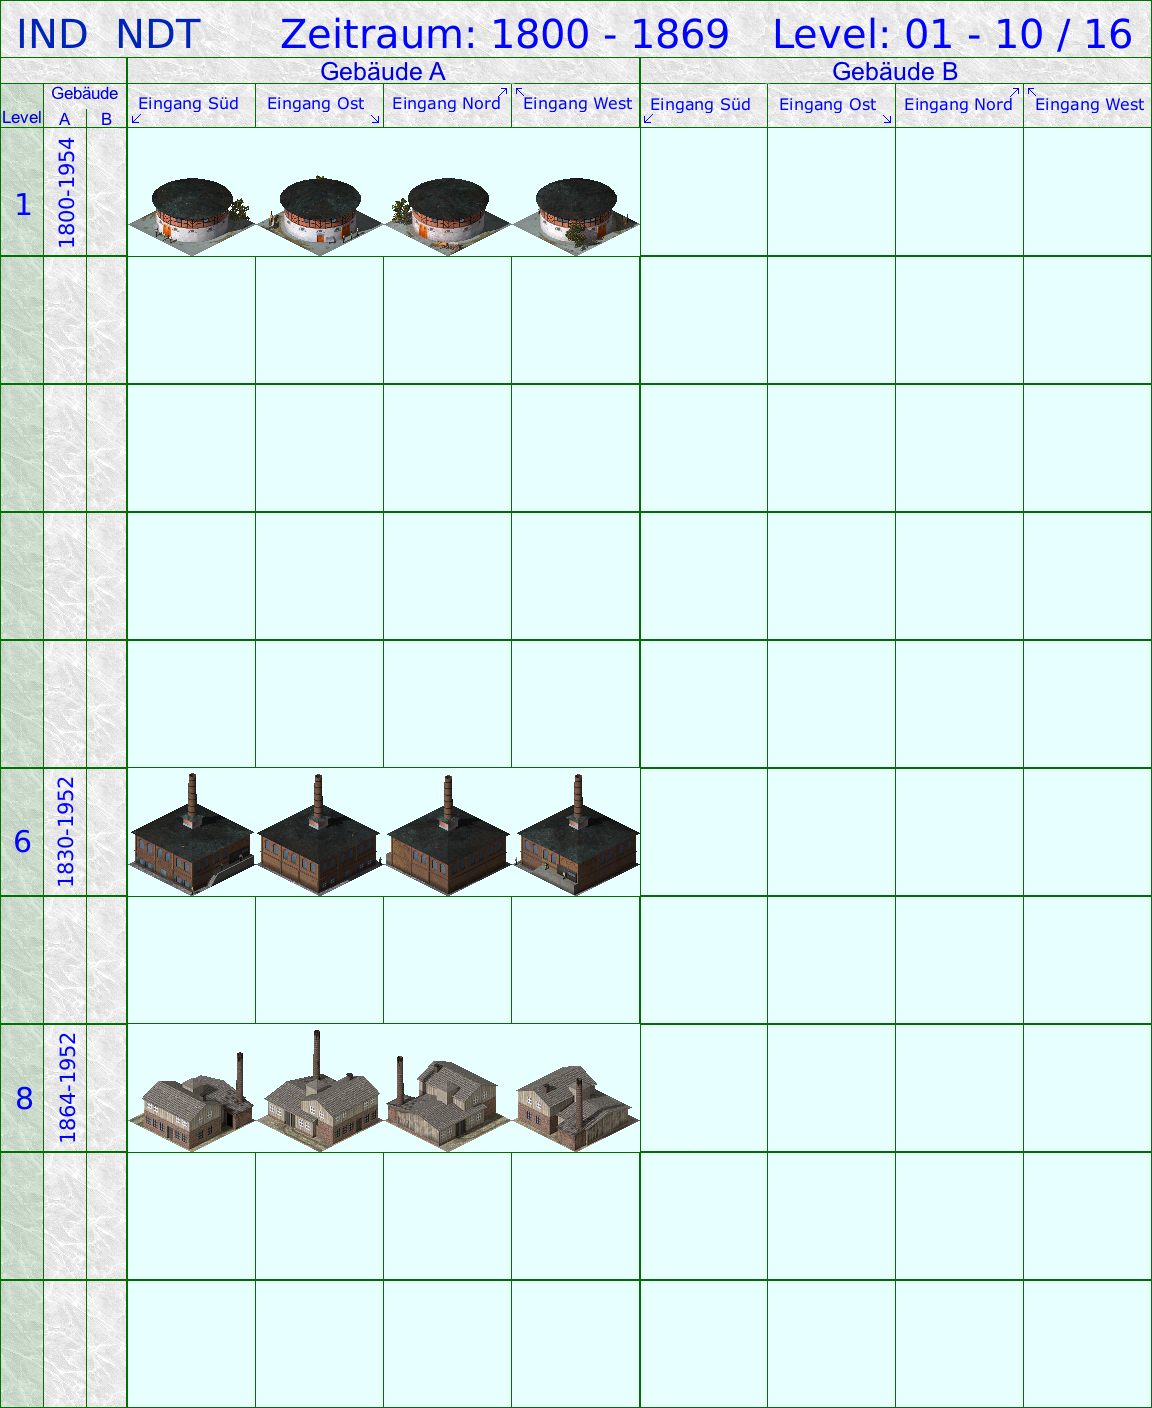 IND NDT Zeitraum: 1800 - 1869 Level: 01 - 10 / 16
Gebäude A Gebäude B
Level Gebäude A B Eingang Süd Eingang Ost Eingang Nord Eingang West Eingang Süd Eingang Ost Eingang Nord Eingang West
1 1800-1954
6 1830-1952
8 1864-1952